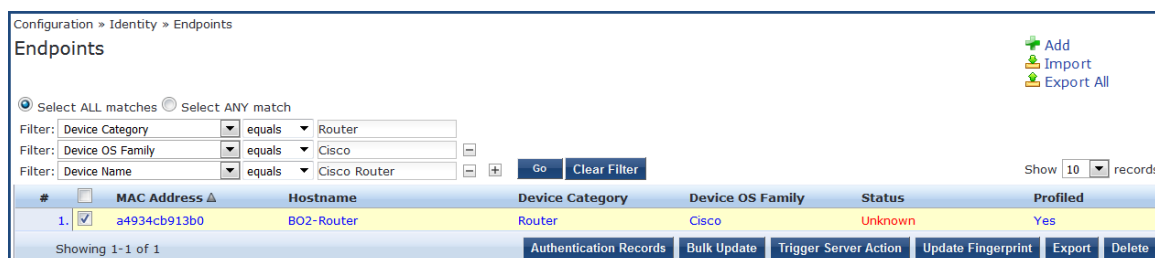 Configuration » Identity » Endpoints
Endpoints
Add
Import
Export All
Select ALL matches Select ANY match
Filter: Device Category equals Router
Filter: Device OS Family equals Cisco
Filter: Device Name equals Cisco Router Go Clear Filter Show 10 records
# MAC Address Hostname Device Category Device OS Family Status Profiled
1. a4934cb913b0 BO2-Router Router Cisco Unknown Yes
Showing 1-1 of 1 Authentication Records Bulk Update Trigger Server Action Update Fingerprint Export Delete